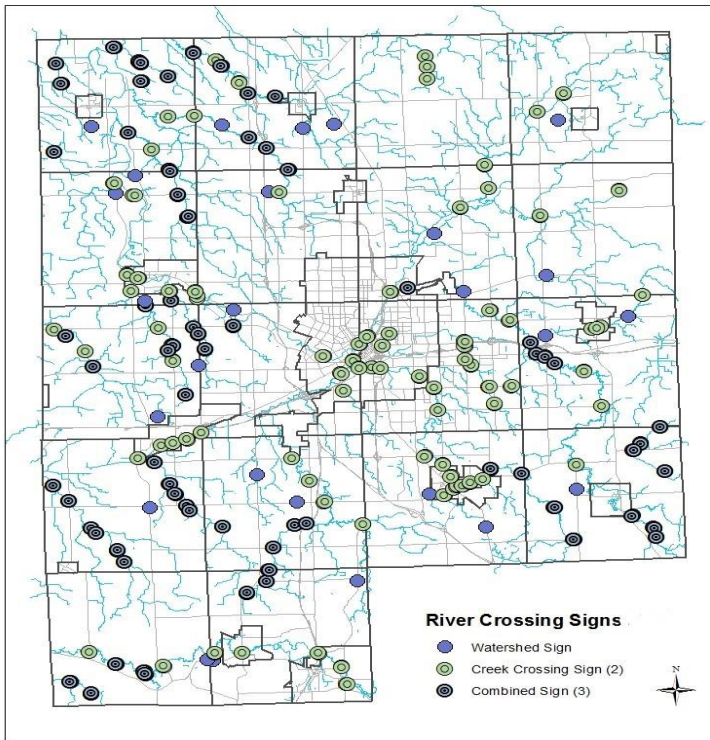 River Crossing Signs
Watershed Sign
Creek Crossing Sign (2)
Combined Sign (3)
N